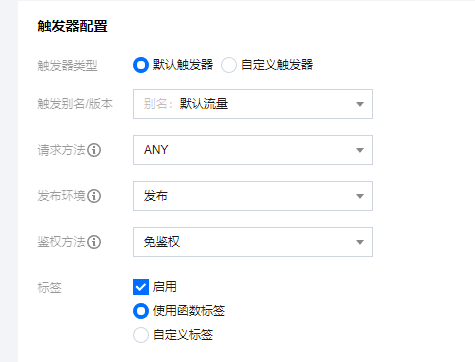 触发器配置
触发器类型 默认触发器 自定义触发器
触发别名/版本 别名：默认流量
请求方法 ANY
发布环境 发布
鉴权方法 免鉴权
标签 启用
使用函数标签
自定义标签